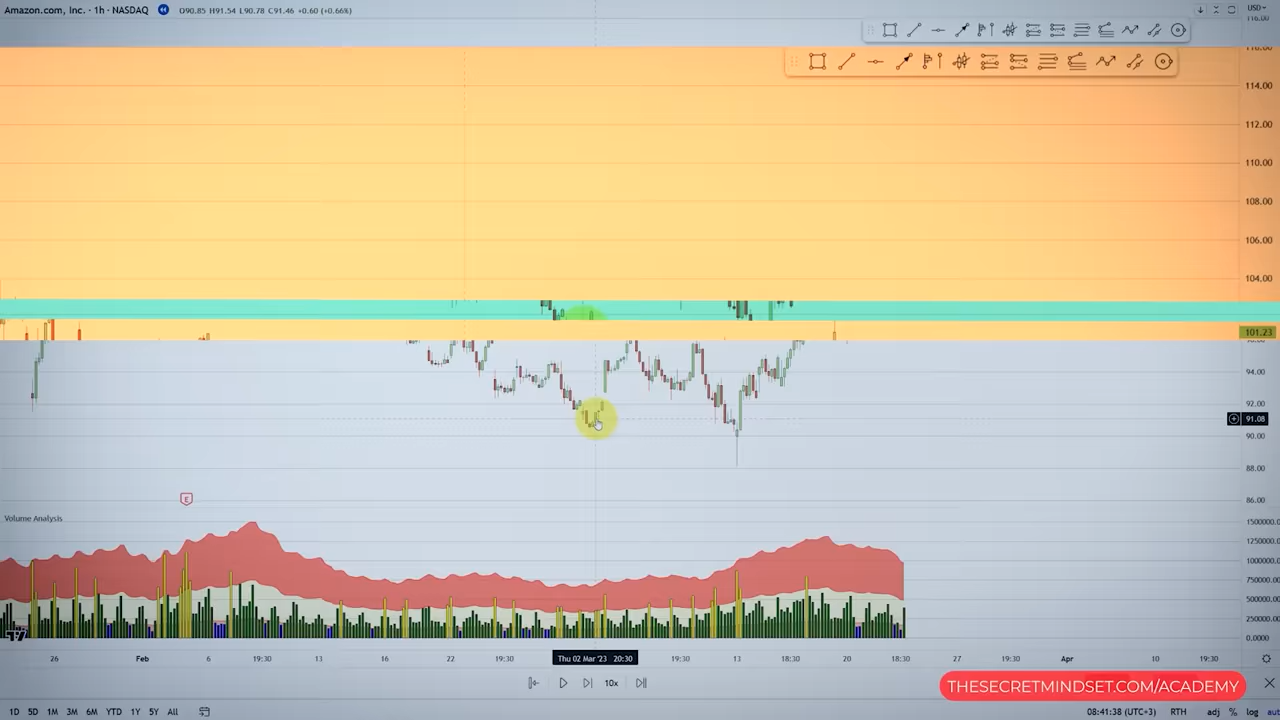 Amazon.com, Inc. · 1h · NASDAQ O90.85 H91.54 L90.78 C91.46 +0.60 (+0.66%)
USD
116.00
114.00
112.00
110.00
108.00
106.00
104.00
101.23
94.00
92.00
91.08
90.00
88.00
86.00
E
Volume Analysis
1500000.0
1250000.0
1000000.0
750000.00
500000.00
250000.00
0.0000
26 Feb 6 19:30 13 16 22 19:30 Thu 02 Mar '23 20:30 19:30 13 18:30 20 18:30 27 19:30 Apr 10 19:30
10x
THESECRETMINDSET.COM/ACADEMY
1D 5D 1M 3M 6M YTD 1Y 5Y All 08:41:38 (UTC+3) RTH adj % log aut